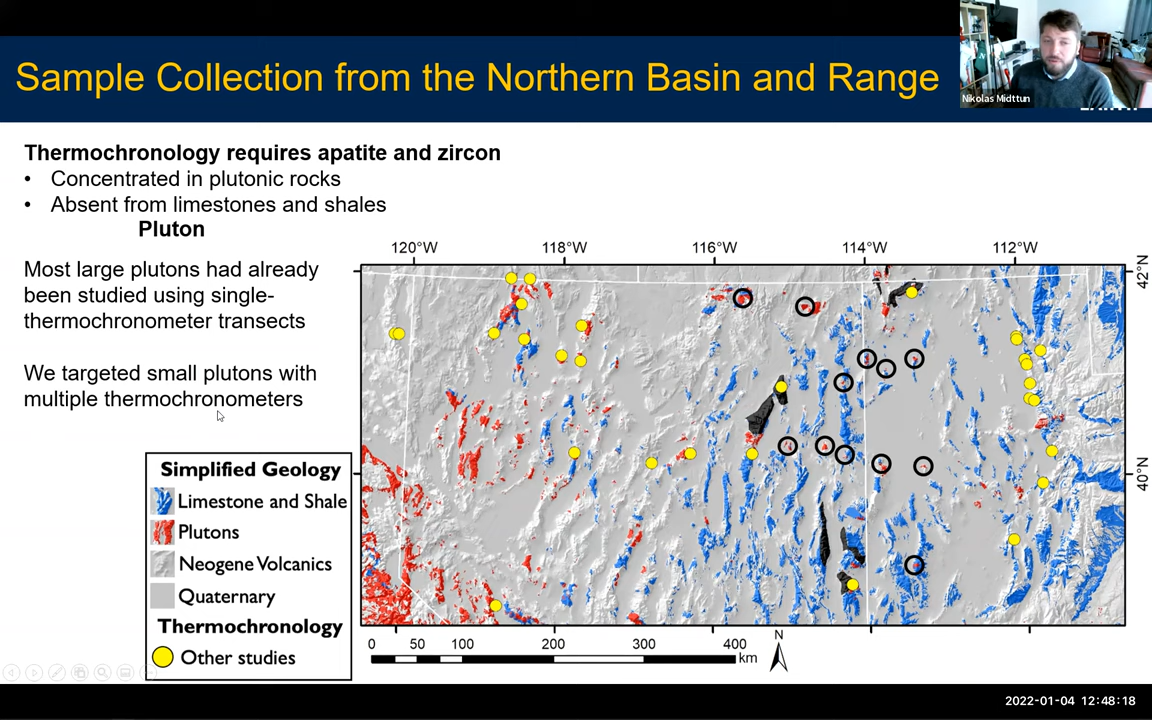 Sample Collection from the Northern Basin and Range
Nikolas Midttun
Thermochronology requires apatite and zircon
• Concentrated in plutonic rocks
• Absent from limestones and shales
Pluton
Most large plutons had already
been studied using single-
thermochronometer transects
We targeted small plutons with
multiple thermochronometers
120°W 118°W 116°W 114°W 112°W
42°N
40°N
Simplified Geology
Limestone and Shale
Plutons
Neogene Volcanics
Quaternary
Thermochronology
Other studies
0 50 100 200 300 400
km
N
2022-01-04 12:48:18